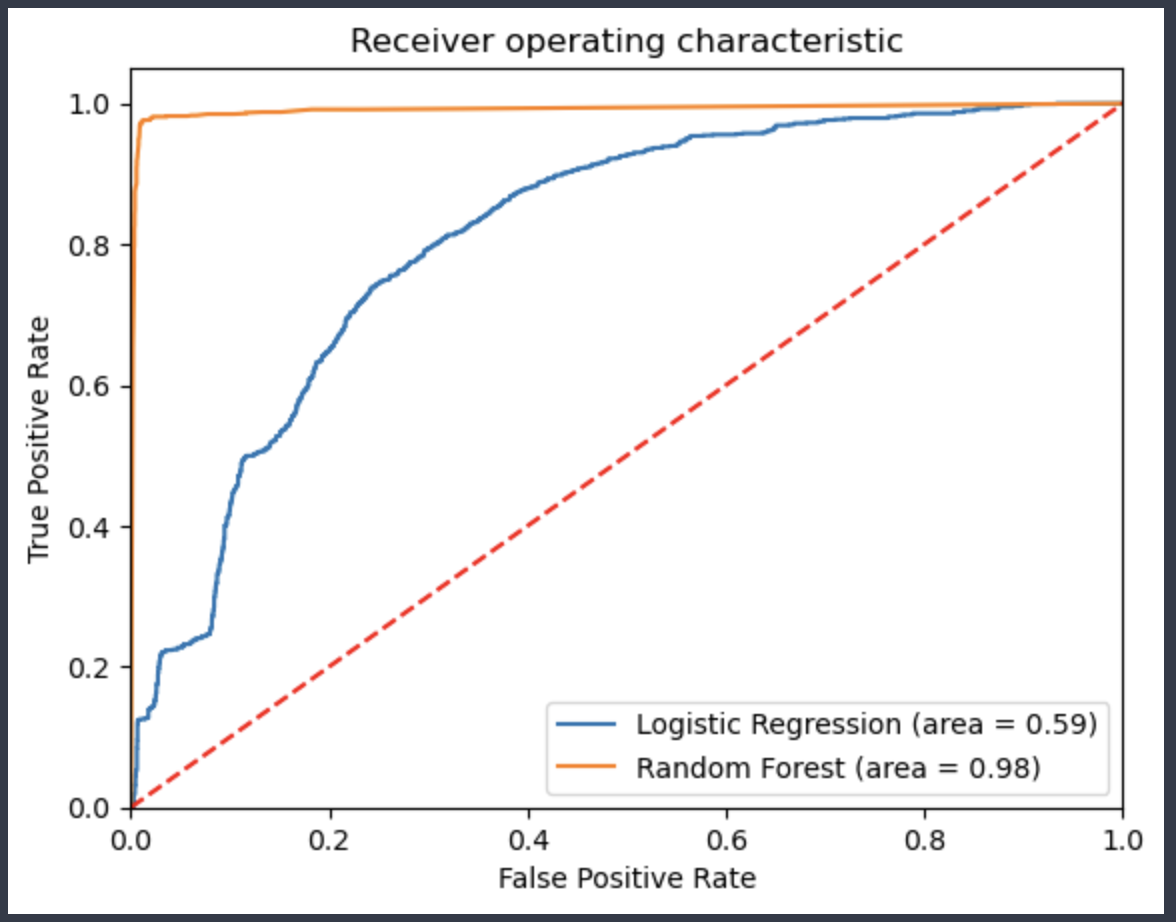 Receiver operating characteristic
True Positive Rate
1.0
0.8
0.6
0.4
0.2
0.0
Logistic Regression (area = 0.59)
Random Forest (area = 0.98)
0.0 0.2 0.4 0.6 0.8 1.0
False Positive Rate